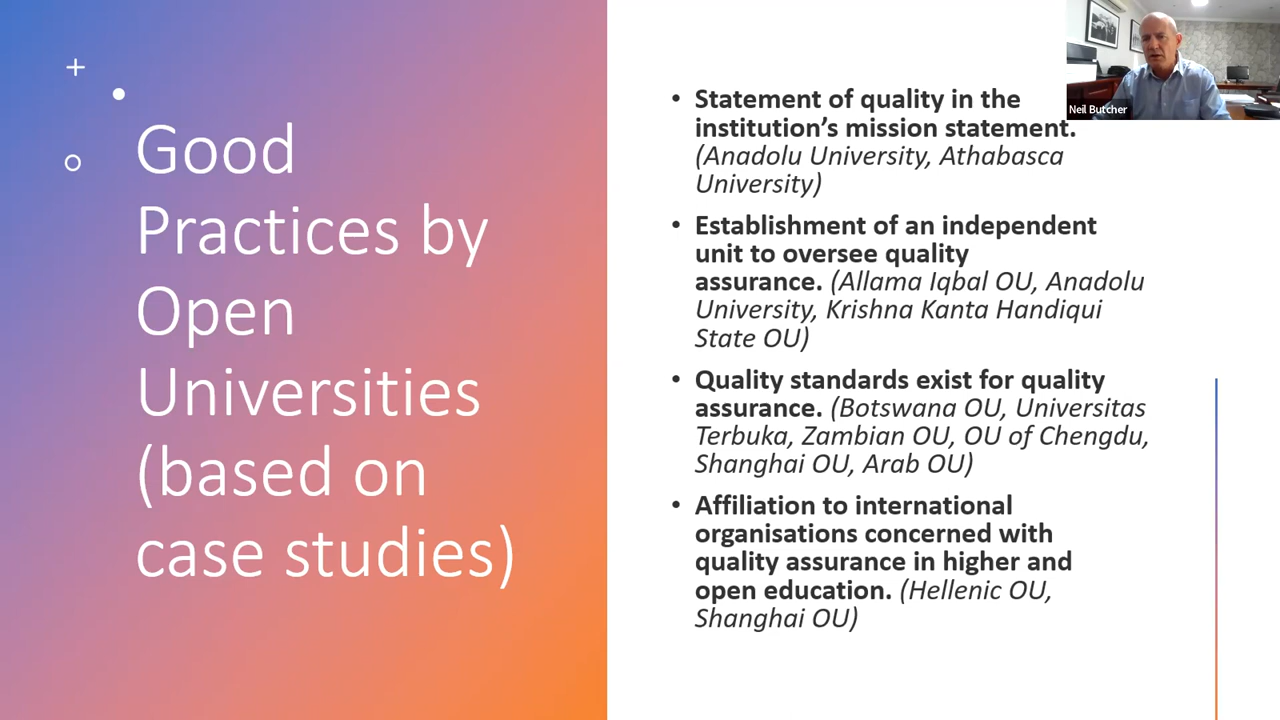 Good
Practices by
Open
Universities
(based on
case studies)
• Statement of quality in the
institution’s mission statement.
(Anadolu University, Athabasca
University)
• Establishment of an independent
unit to oversee quality
assurance. (Allama Iqbal OU, Anadolu
University, Krishna Kanta Handiqui
State OU)
• Quality standards exist for quality
assurance. (Botswana OU, Universitas
Terbuka, Zambian OU, OU of Chengdu,
Shanghai OU, Arab OU)
• Affiliation to international
organisations concerned with
quality assurance in higher and
open education. (Hellenic OU,
Shanghai OU)
Neil Butcher